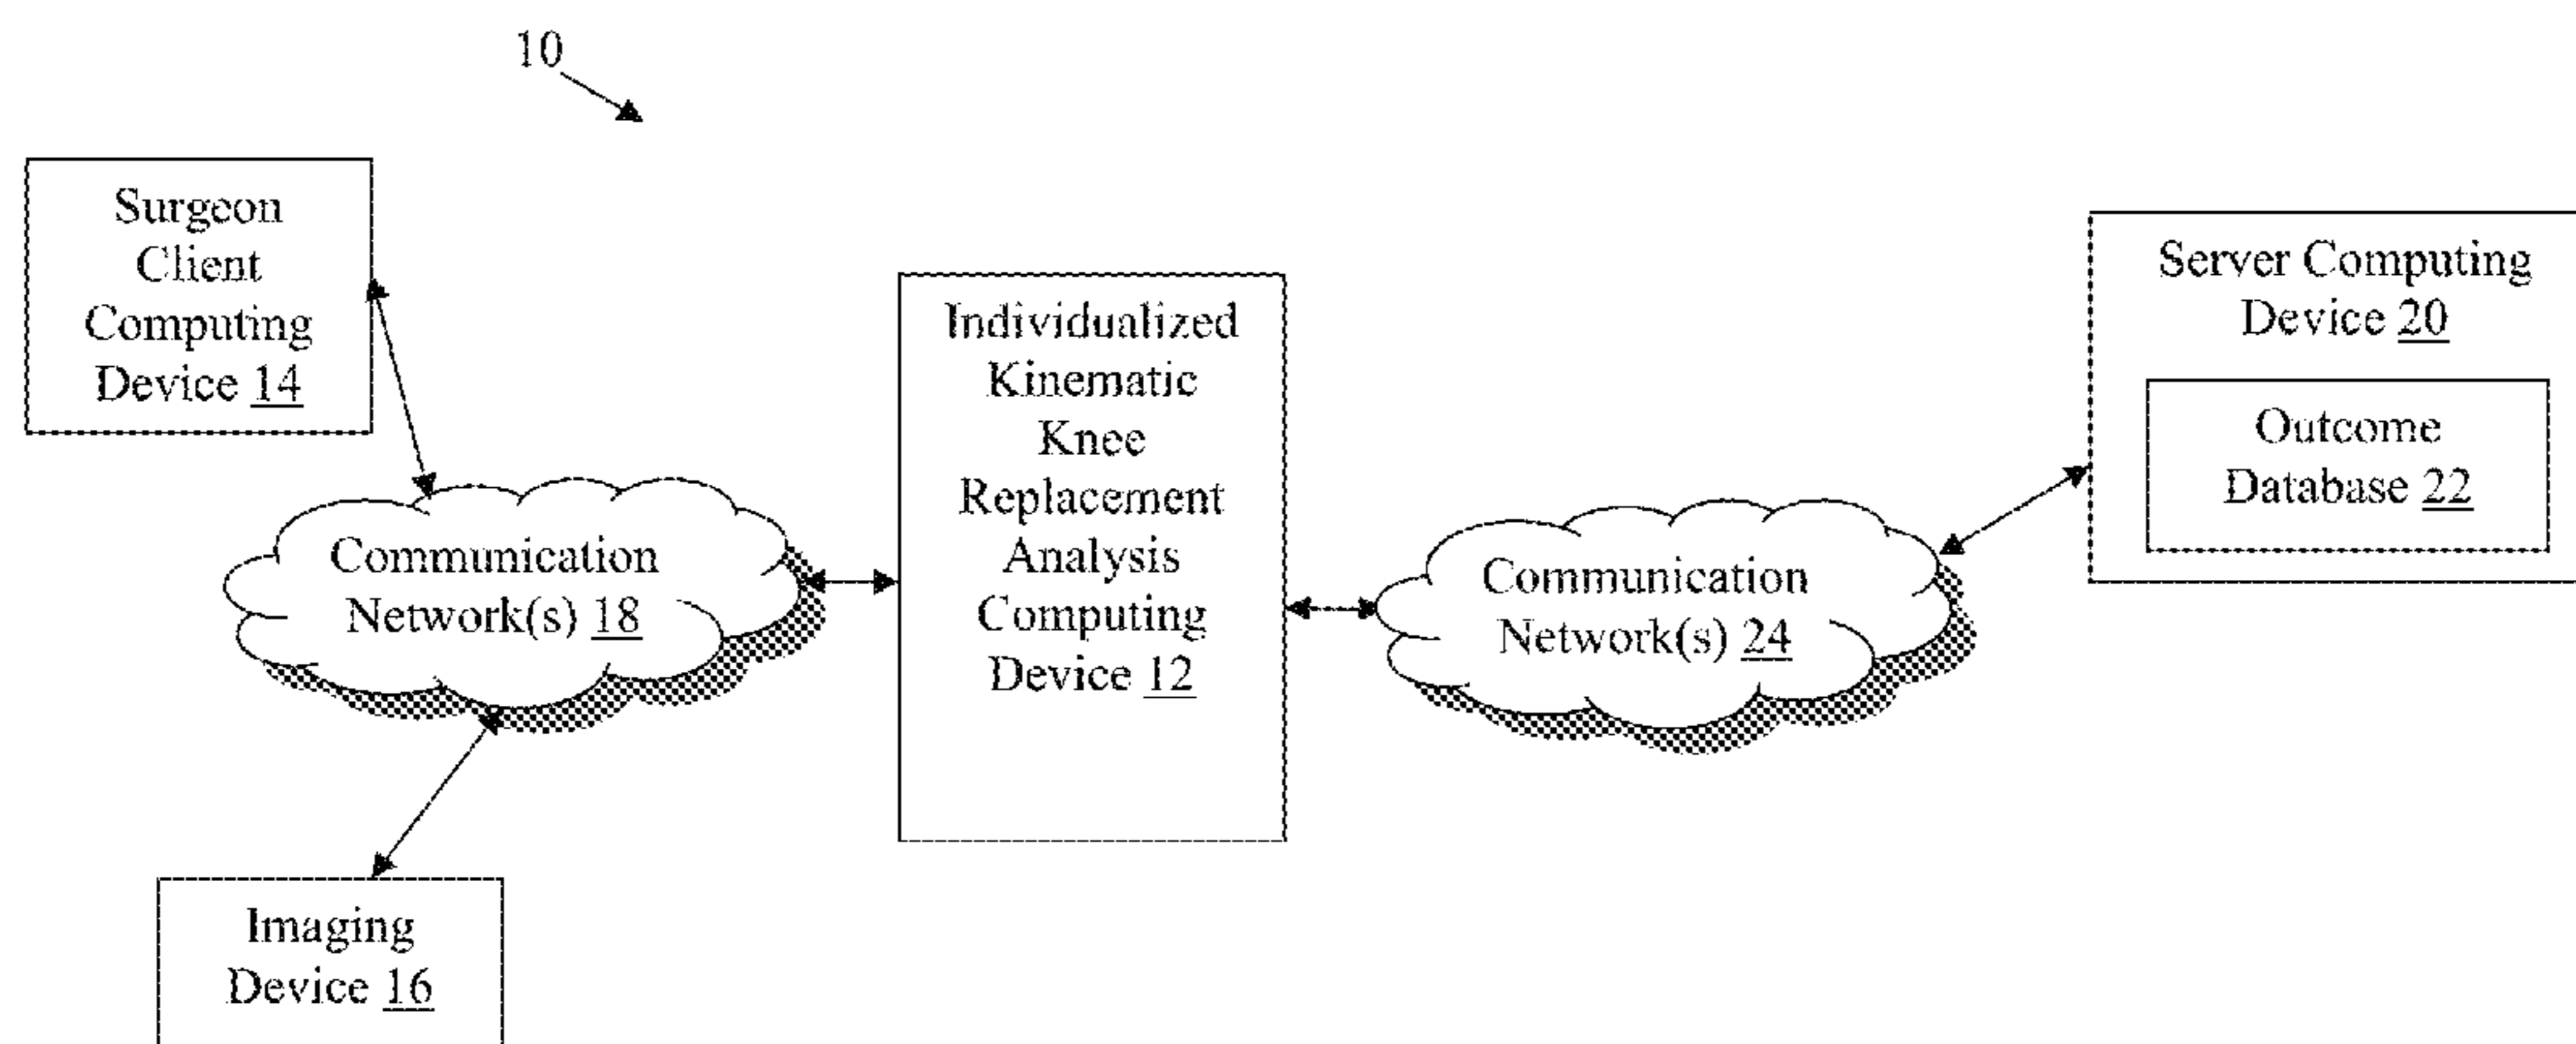 10
Surgeon
Client
Computing
Device 14
Communication
Network(s) 18
Imaging
Device 16
Individualized
Kinematic
Knee
Replacement
Analysis
Computing
Device 12
Communication
Network(s) 24
Server Computing
Device 20
Outcome
Database 22